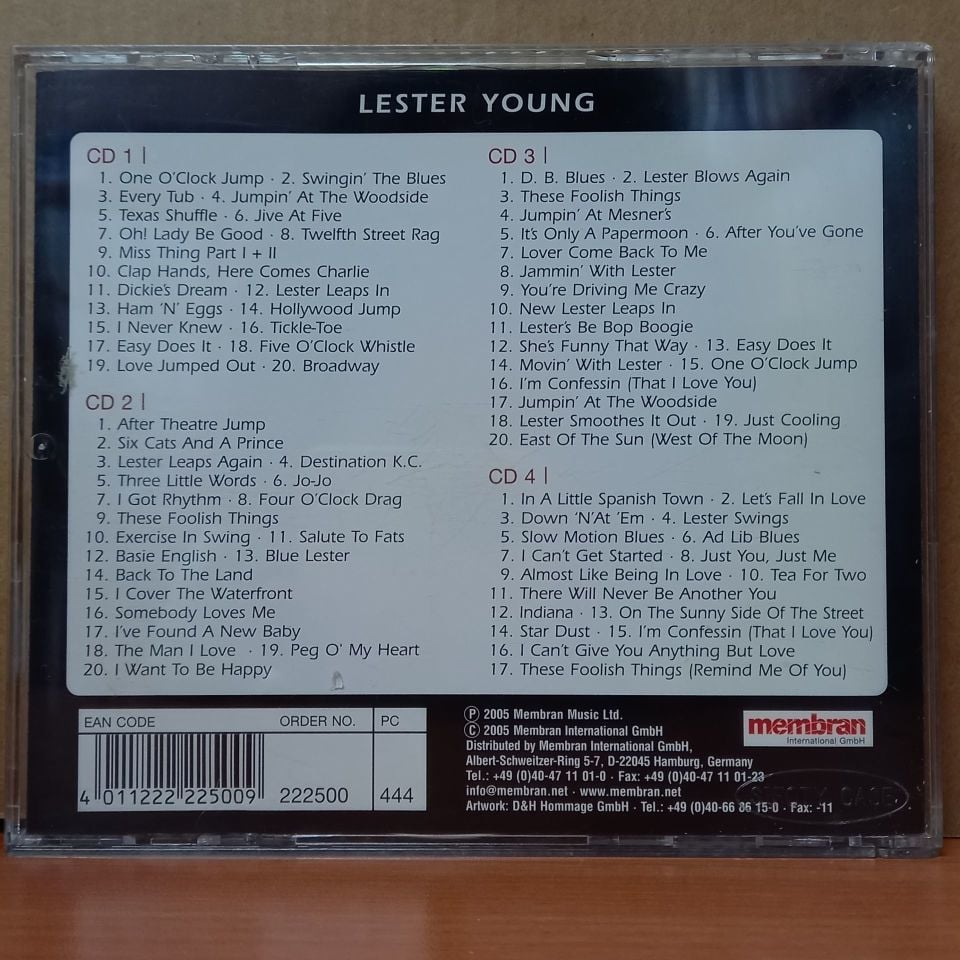 LESTER YOUNG
CD 1 |
1. One O'Clock Jump · 2. Swingin' The Blues
3. Every Tub · 4. Jumpin' At The Woodside
5. Texas Shuffle · 6. Jive At Five
7. Oh! Lady Be Good · 8. Twelfth Street Rag
9. Miss Thing Part I + II
10. Clap Hands, Here Comes Charlie
11. Dickie's Dream · 12. Lester Leaps In
13. Ham 'N' Eggs · 14. Hollywood Jump
15. I Never Knew · 16. Tickle-Toe
17. Easy Does It · 18. Five O'Clock Whistle
19. Love Jumped Out · 20. Broadway
CD 2 |
1. After Theatre Jump
2. Six Cats And A Prince
3. Lester Leaps Again · 4. Destination K.C.
5. Three Little Words · 6. Jo-Jo
7. I Got Rhythm · 8. Four O'Clock Drag
9. These Foolish Things
10. Exercise In Swing · 11. Salute To Fats
12. Basie English · 13. Blue Lester
14. Back To The Land
15. I Cover The Waterfront
16. Somebody Loves Me
17. I've Found A New Baby
18. The Man I Love · 19. Peg O' My Heart
20. I Want To Be Happy
CD 3 |
1. D. B. Blues · 2. Lester Blows Again
3. These Foolish Things
4. Jumpin' At Mesner's
5. It's Only A Papermoon · 6. After You've Gone
7. Lover Come Back To Me
8. Jammin' With Lester
9. You're Driving Me Crazy
10. New Lester Leaps In
11. Lester's Be Bop Boogie
12. She's Funny That Way · 13. Easy Does It
14. Movin' With Lester · 15. One O'Clock Jump
16. I'm Confessin (That I Love You)
17. Jumpin' At The Woodside
18. Lester Smoothes It Out · 19. Just Cooling
20. East Of The Sun (West Of The Moon)
CD 4 |
1. In A Little Spanish Town · 2. Let's Fall In Love
3. Down 'N'At 'Em · 4. Lester Swings
5. Slow Motion Blues · 6. Ad Lib Blues
7. I Can't Get Started · 8. Just You, Just Me
9. Almost Like Being In Love · 10. Tea For Two
11. There Will Never Be Another You
12. Indiana · 13. On The Sunny Side Of The Street
14. Star Dust · 15. I'm Confessin (That I Love You)
16. I Can't Give You Anything But Love
17. These Foolish Things (Remind Me Of You)
EAN CODE ORDER NO. PC
4 011222 225009 222500 444
℗ 2005 Membran Music Ltd.
© 2005 Membran International GmbH
Distributed by Membran International GmbH,
Albert-Schweitzer-Ring 5-7, D-22045 Hamburg, Germany
Tel.: +49 (0)40-47 11 01-0 · Fax: +49 (0)40-47 11 01-23
info@membran.net · www.membran.net
Artwork: D&H Hommage GmbH · Tel.: +49 (0)40-66 86 15-0 · Fax: -11
membran
International GmbH
CASE